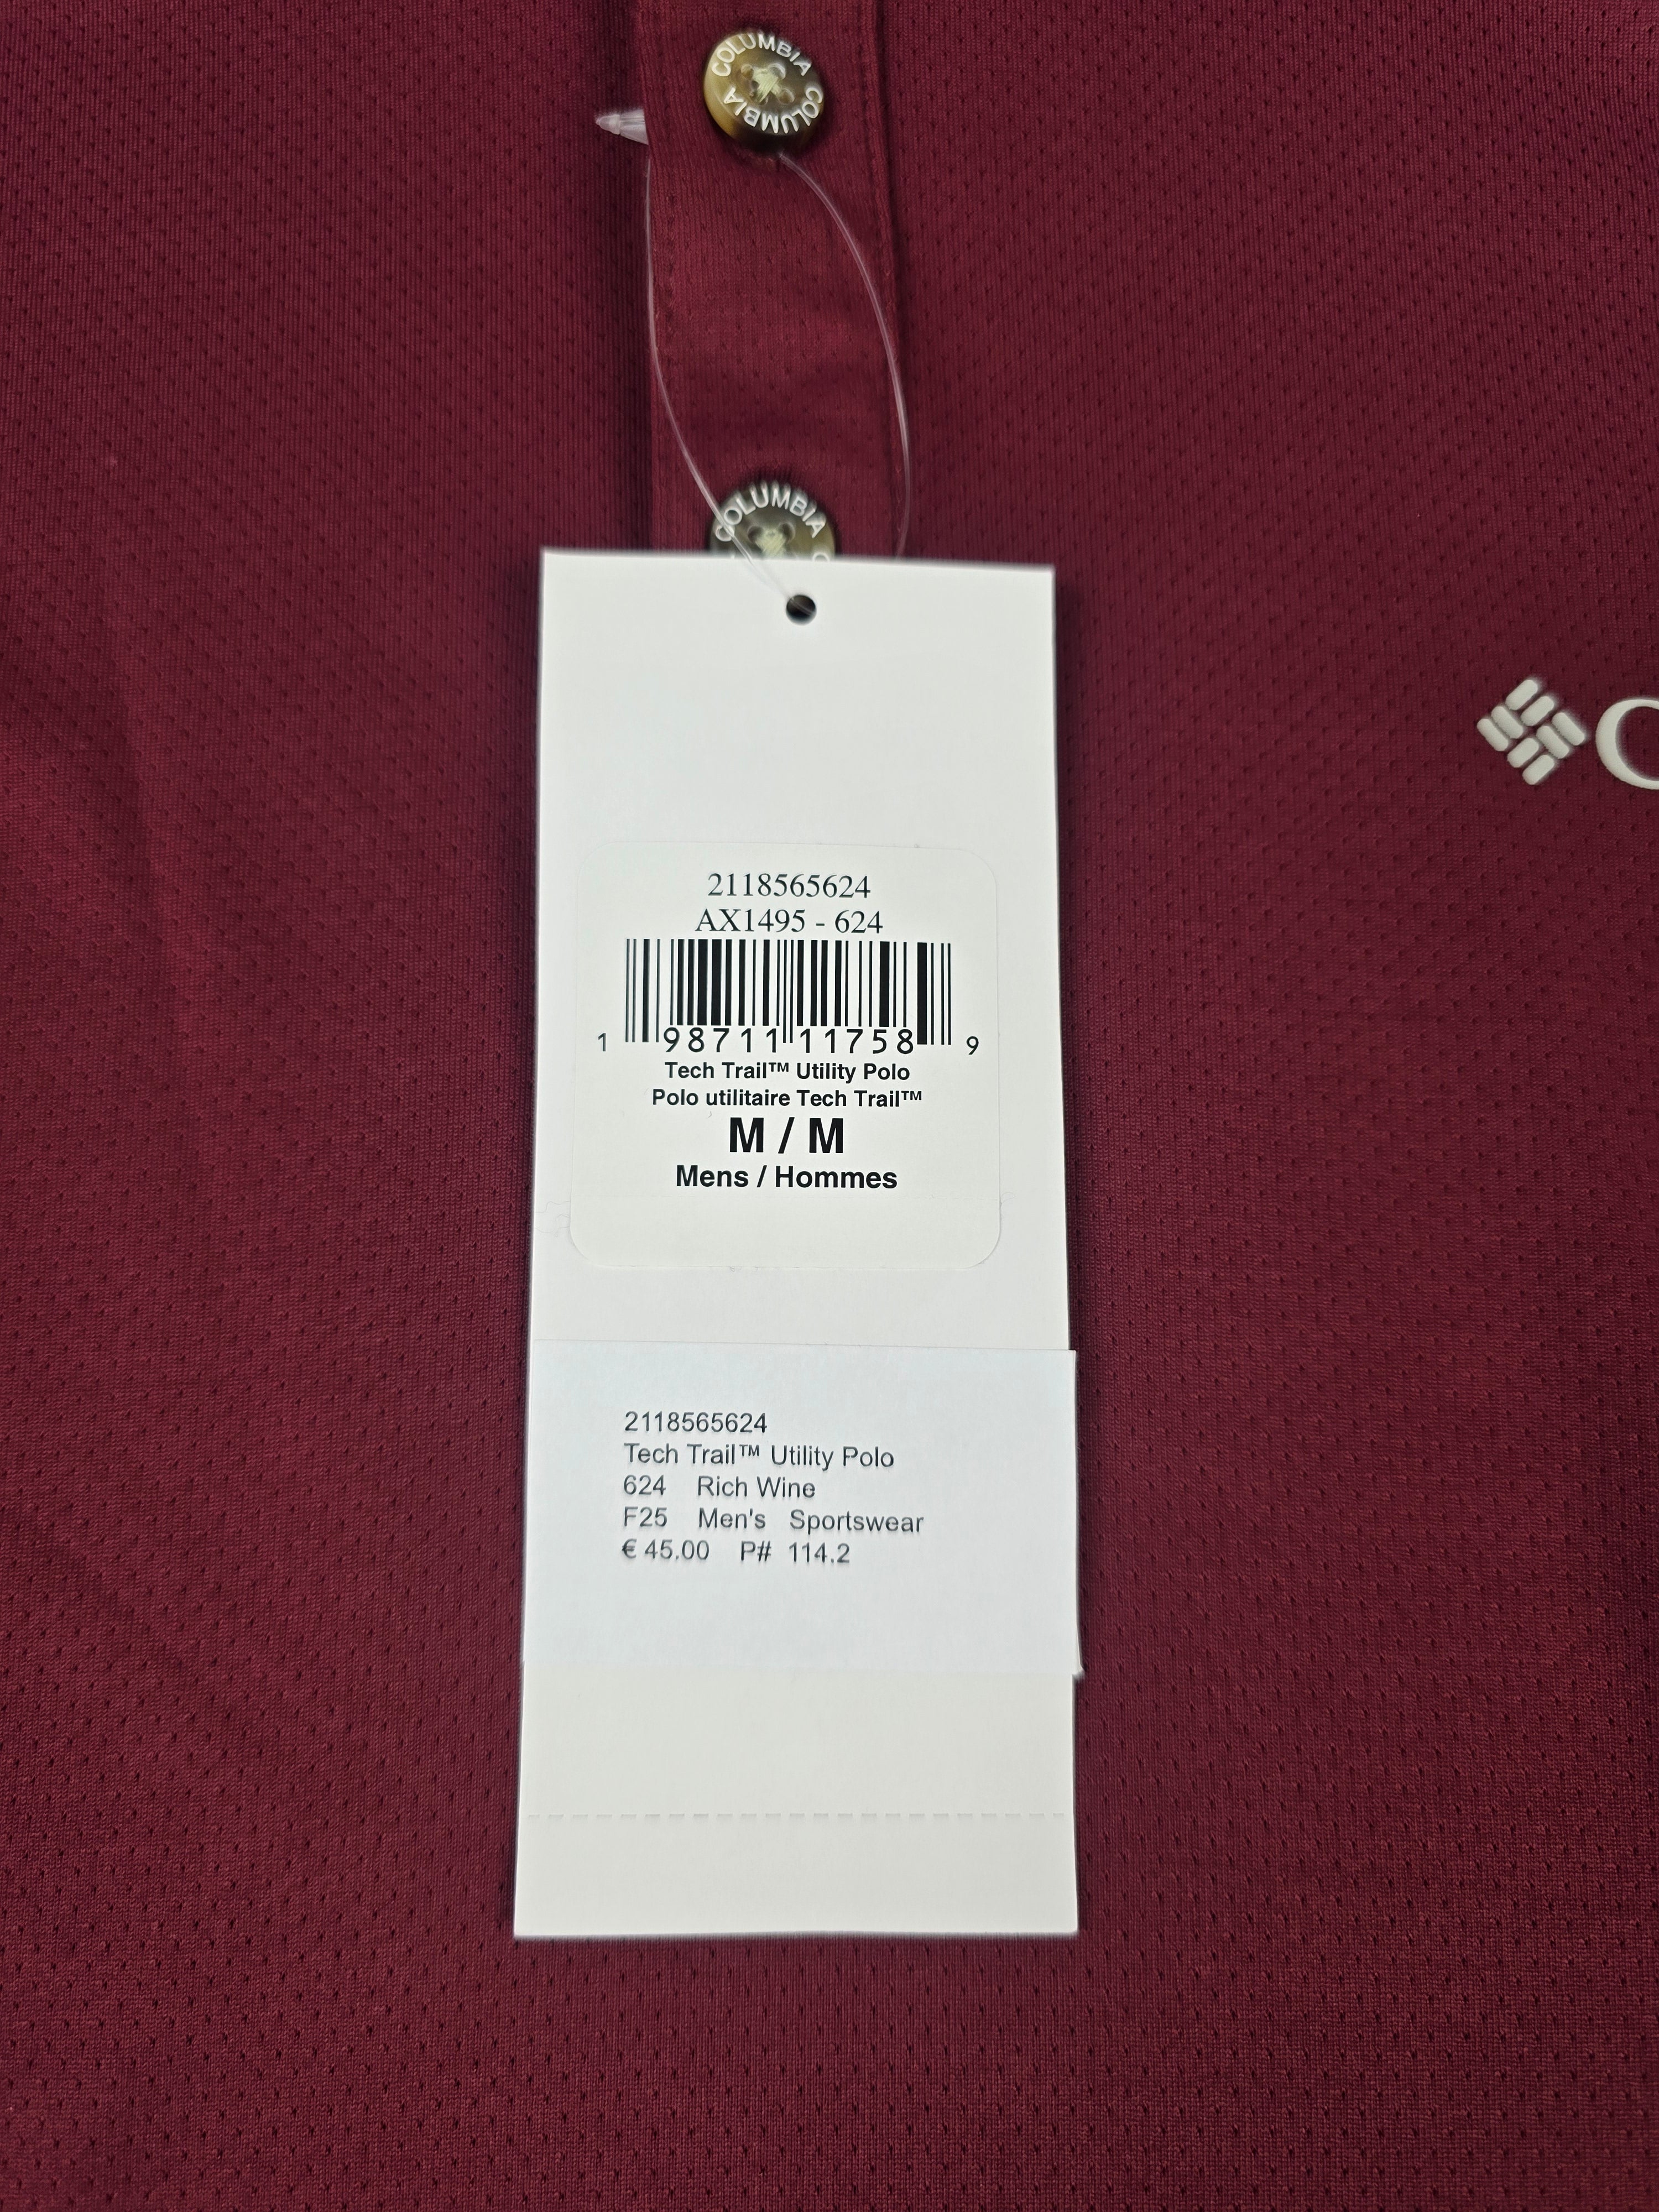 COLUMBIA COLUMBIA
COLUMBIA
2118565624
AX1495 - 624
1 98711 11758 9
Tech Trail™ Utility Polo
Polo utilitaire Tech Trail™
M / M
Mens / Hommes
2118565624
Tech Trail™ Utility Polo
624 Rich Wine
F25 Men's Sportswear
€ 45.00 P# 114.2